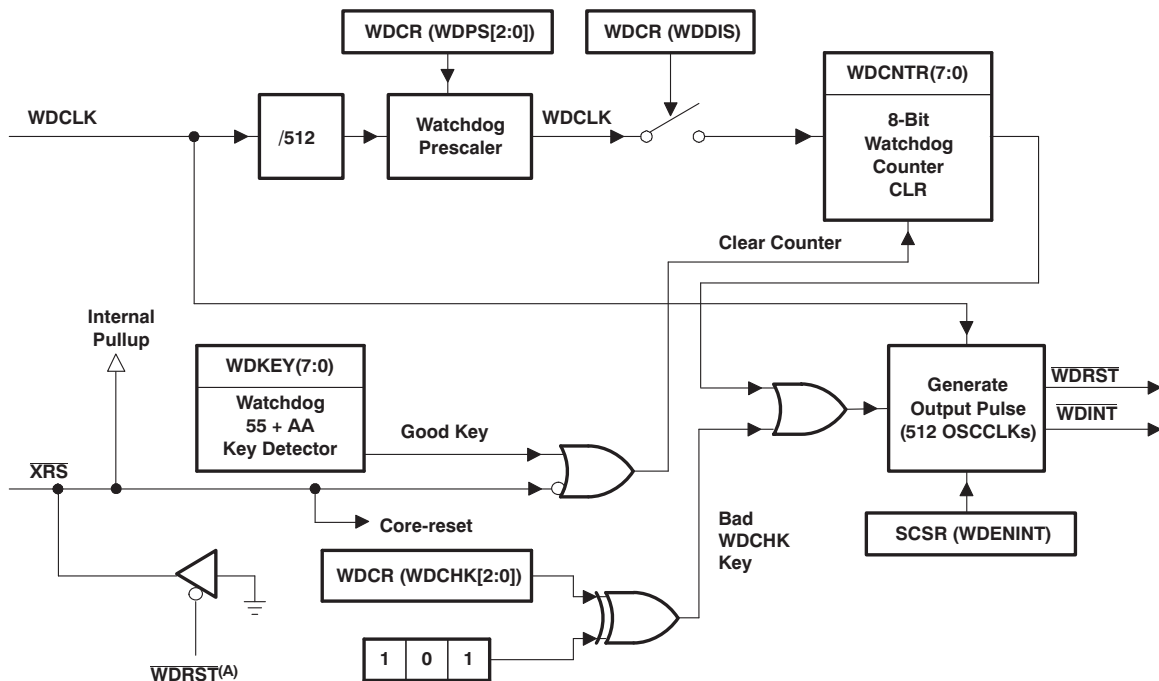 WDCR (WDPS[2:0])
WDCR (WDDIS)
WDCNTR(7:0)
WDCLK
/512
Watchdog
Prescaler
WDCLK
8-Bit
Watchdog
Counter
CLR
Clear Counter
Internal
Pullup
WDKEY(7:0)
Watchdog
55 + AA
Key Detector
Good Key
Generate
Output Pulse
(512 OSCCLKs)
WDRST
WDINT
XRS
Core-reset
Bad
WDCHK
Key
SCSR (WDENINT)
WDCR (WDCHK[2:0])
1 0 1
WDRST(A)